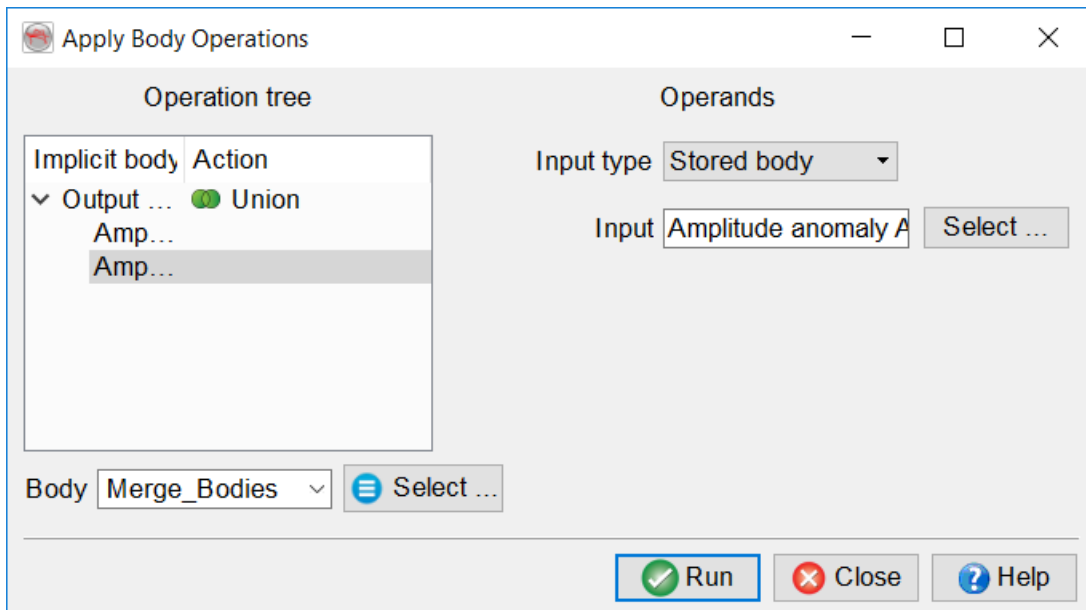 Apply Body Operations
Operation tree
Operands
Implicit body Action
Output ... Union
Amp...
Amp...
Input type Stored body
Input Amplitude anomaly A Select ...
Body Merge_Bodies Select ...
Run Close Help